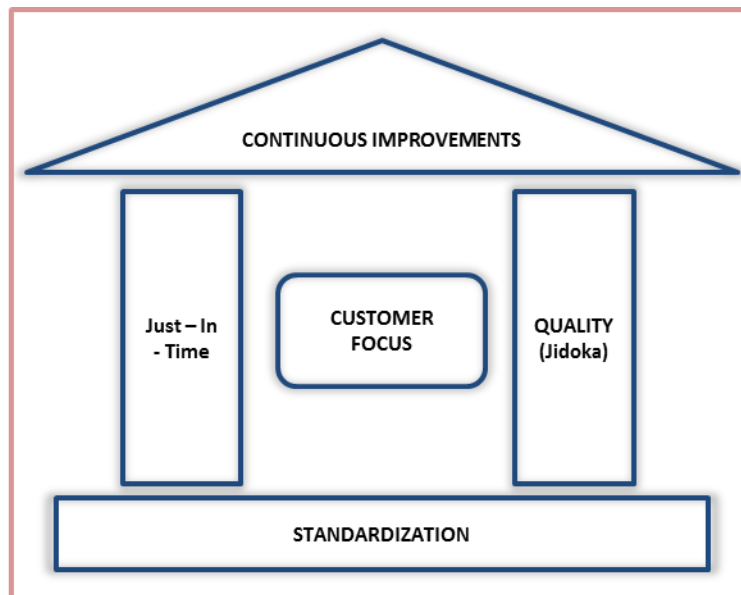 CONTINUOUS IMPROVEMENTS
Just – In
- Time
CUSTOMER
FOCUS
QUALITY
(Jidoka)
STANDARDIZATION